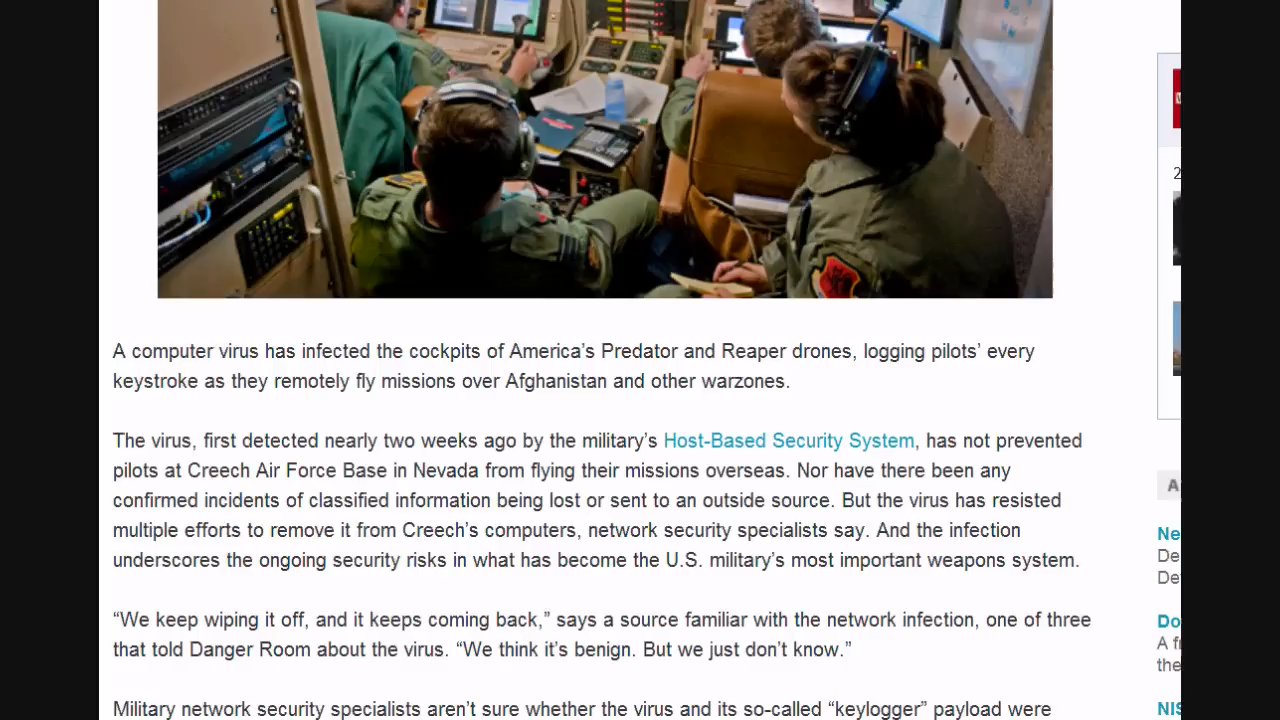 A computer virus has infected the cockpits of America’s Predator and Reaper drones, logging pilots’ every
keystroke as they remotely fly missions over Afghanistan and other warzones.
The virus, first detected nearly two weeks ago by the military’s Host-Based Security System, has not prevented
pilots at Creech Air Force Base in Nevada from flying their missions overseas. Nor have there been any
confirmed incidents of classified information being lost or sent to an outside source. But the virus has resisted
multiple efforts to remove it from Creech’s computers, network security specialists say. And the infection
underscores the ongoing security risks in what has become the U.S. military’s most important weapons system.
“We keep wiping it off, and it keeps coming back,” says a source familiar with the network infection, one of three
that told Danger Room about the virus. “We think it’s benign. But we just don’t know.”
Military network security specialists aren’t sure whether the virus and its so-called “keylogger” payload were
2
A
Ne
De
De
Do
A f
the
NIS